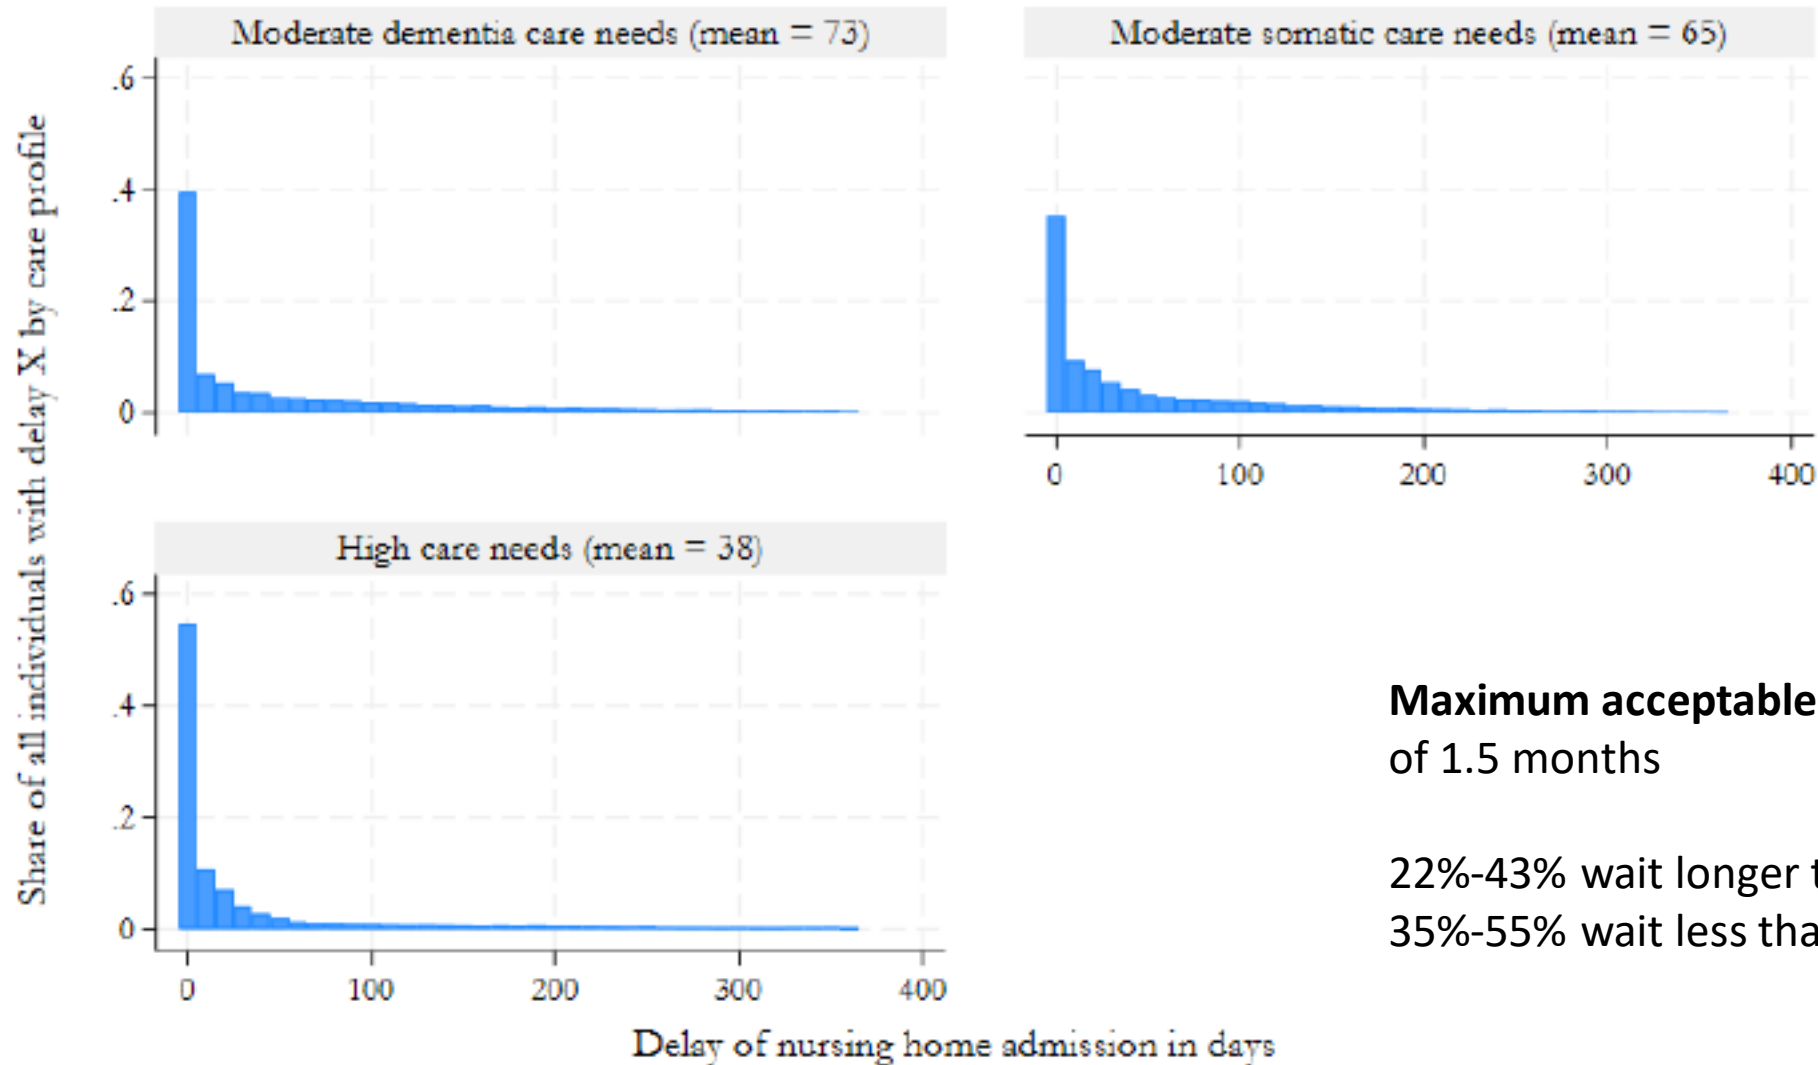 Moderate dementia care needs (mean = 73)
Moderate somatic care needs (mean = 65)
.6
.4
.2
0
0 100 200 300 400
High care needs (mean = 38)
.6
.4
.2
0
0 100 200 300 400
Share of all individuals with delay X by care profile
Delay of nursing home admission in days
Maximum acceptable
of 1.5 months
22%-43% wait longer
35%-55% wait less